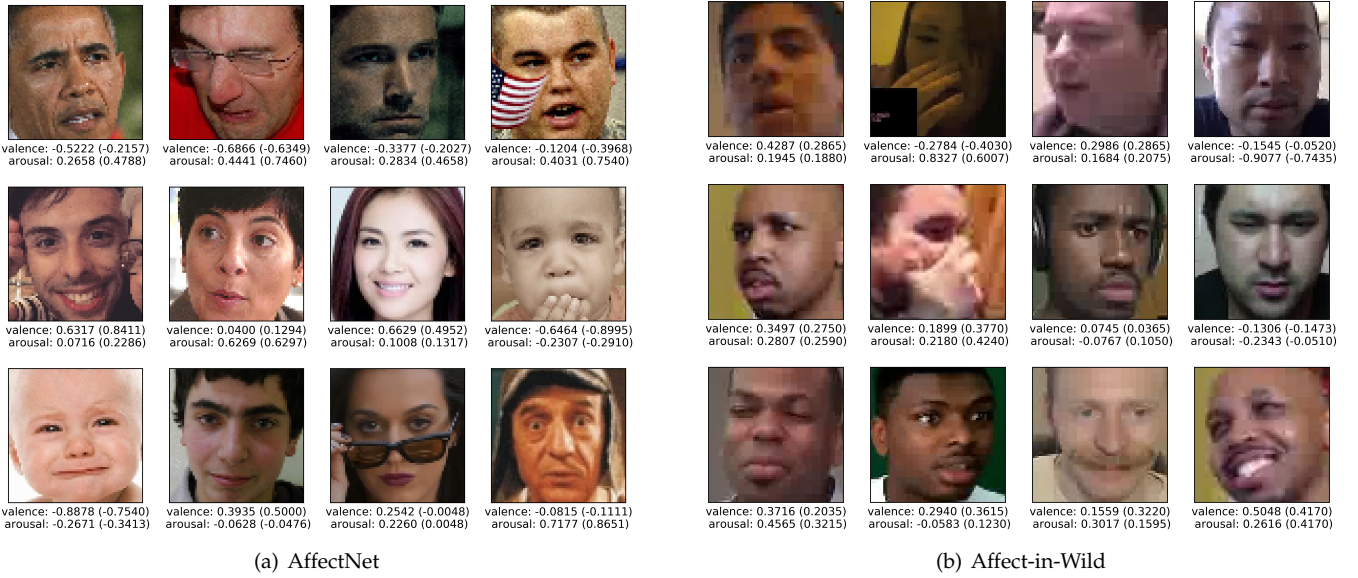 valence: -0.5222 (-0.2157)
arousal: 0.2658 (0.4788)
valence: -0.6866 (-0.6349)
arousal: 0.4441 (0.7460)
valence: -0.3377 (-0.2027)
arousal: 0.2834 (0.4658)
valence: -0.1204 (-0.3968)
arousal: 0.4031 (0.7540)
valence: 0.6317 (0.8411)
arousal: 0.0716 (0.2286)
valence: 0.0400 (0.1294)
arousal: 0.6269 (0.6297)
valence: 0.6629 (0.4952)
arousal: 0.1008 (0.1317)
valence: -0.6464 (-0.8995)
arousal: -0.2307 (-0.2910)
valence: -0.8878 (-0.7540)
arousal: -0.2671 (-0.3413)
valence: 0.3935 (0.5000)
arousal: -0.0628 (-0.0476)
valence: 0.2542 (-0.0048)
arousal: 0.2260 (0.0048)
valence: -0.0815 (-0.1111)
arousal: 0.7177 (0.8651)
(a) AffectNet
valence: 0.4287 (0.2865)
arousal: 0.1945 (0.1880)
valence: -0.2784 (-0.4030)
arousal: 0.8327 (0.6007)
valence: 0.2986 (0.2865)
arousal: 0.1684 (0.2075)
valence: -0.1545 (-0.0520)
arousal: -0.9077 (-0.7435)
valence: 0.3497 (0.2750)
arousal: 0.2807 (0.2590)
valence: 0.1899 (0.3770)
arousal: 0.2180 (0.4240)
valence: 0.0745 (0.0365)
arousal: -0.0767 (0.1050)
valence: -0.1306 (-0.1473)
arousal: -0.2343 (-0.0510)
valence: 0.3716 (0.2035)
arousal: 0.4565 (0.3215)
valence: 0.2940 (0.3615)
arousal: -0.0583 (0.1230)
valence: 0.1559 (0.3220)
arousal: 0.3017 (0.1595)
valence: 0.5048 (0.4170)
arousal: 0.2616 (0.4170)
(b) Affect-in-Wild